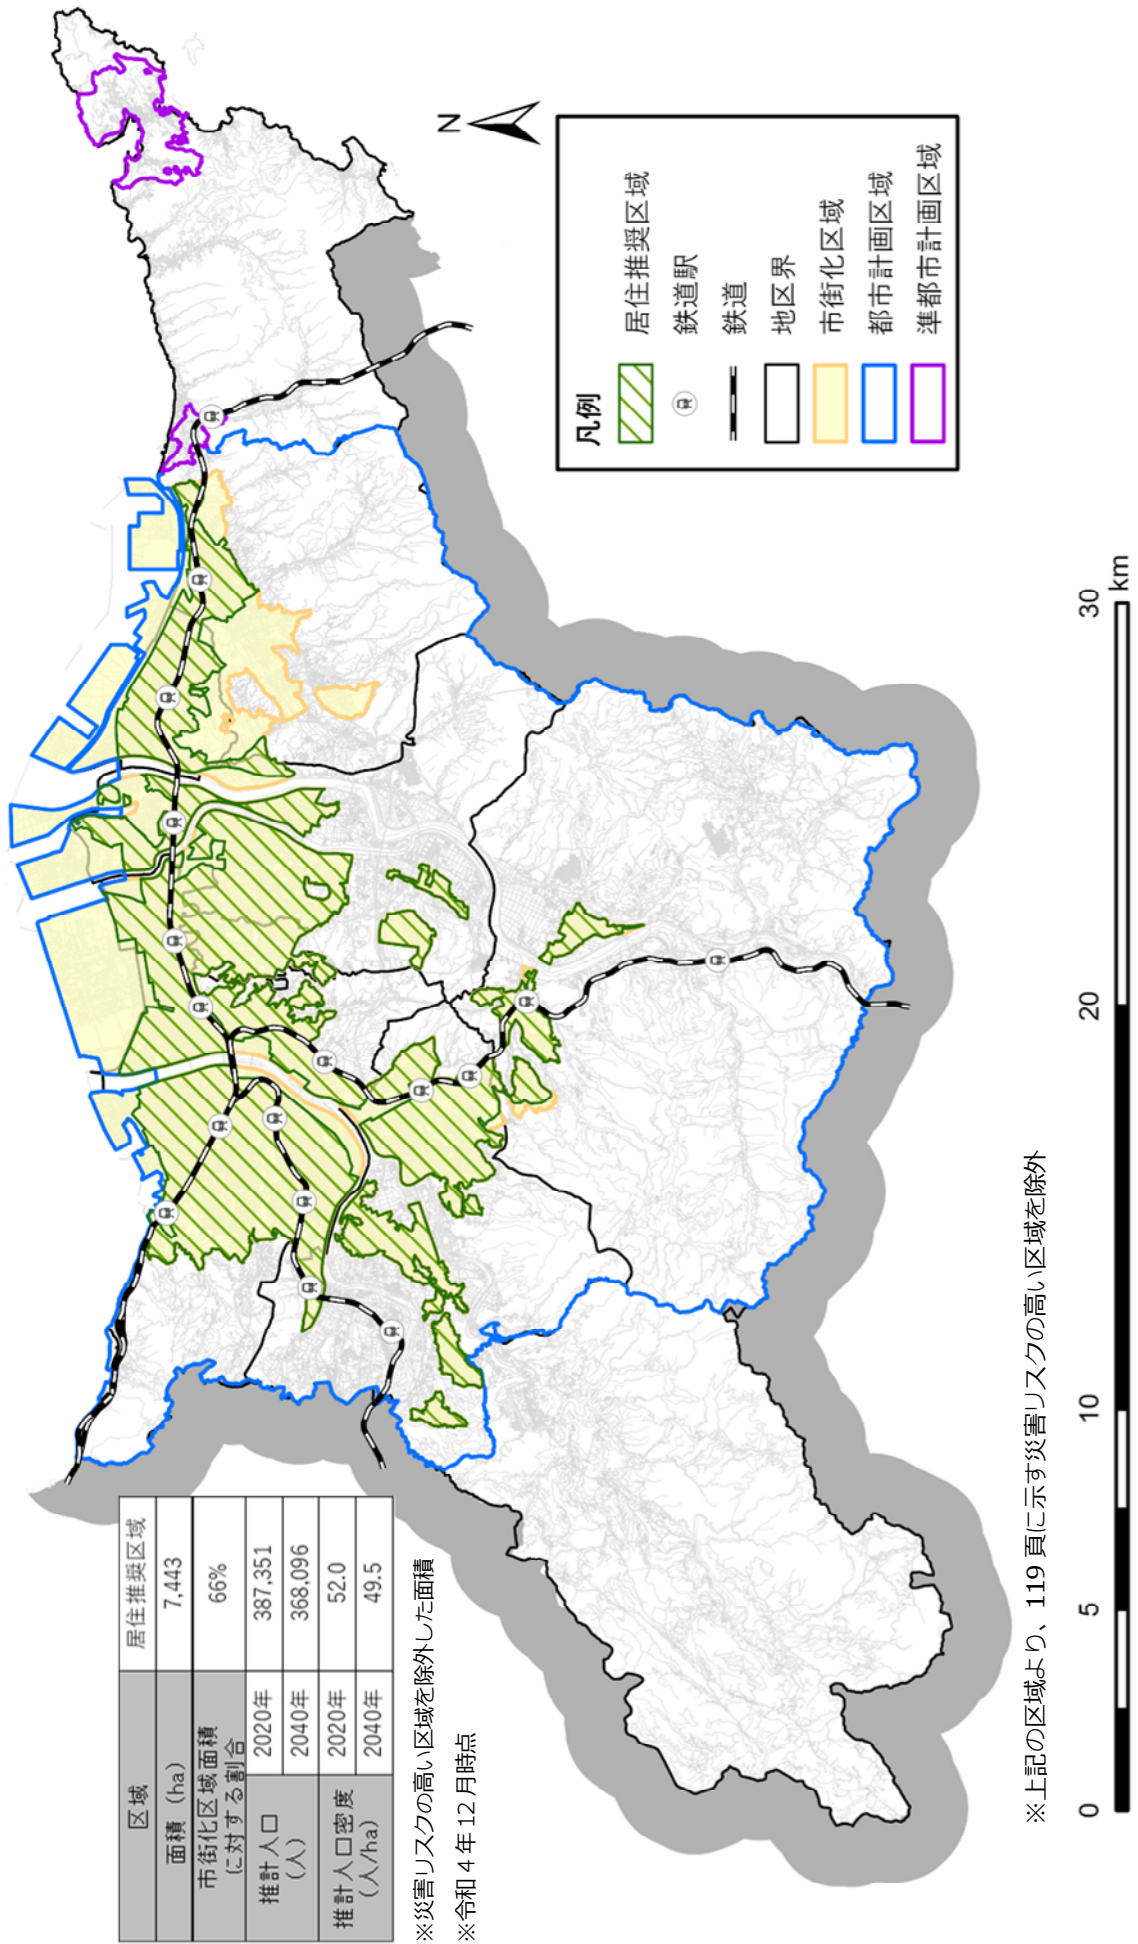 区域 居住推奨区域
面積（ha） 7,443
市街化区域面積
に対する割合 66%
推計人口
（人） 2020年 387,351
2040年 368,096
推計人口密度
（人/ha） 2020年 52.0
2040年 49.5
※災害リスクの高い区域を除外した面積
※令和４年12月時点
N
凡例
居住推奨区域
鉄道駅
鉄道
地区界
市街化区域
都市計画区域
準都市計画区域
※上記の区域より、119頁に示す災害リスクの高い区域を除外
0 5 10 20 30
km